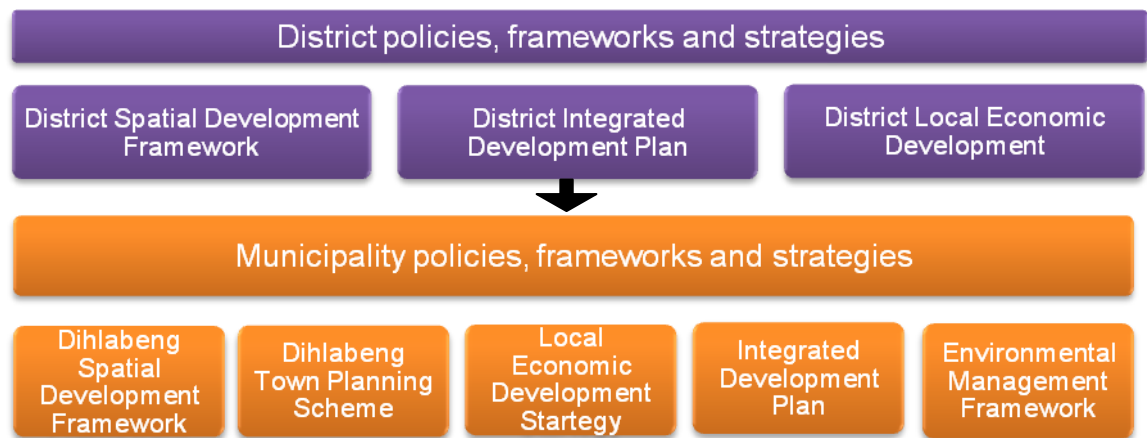 District policies, frameworks and strategies
District Spatial Development
Framework
District Integrated
Development Plan
District Local Economic
Development
Municipality policies, frameworks and strategies
Dihlabeng
Spatial
Development
Framework
Dihlabeng
Town Planning
Scheme
Local
Economic
Development
Startegy
Integrated
Development
Plan
Environmental
Management
Framework